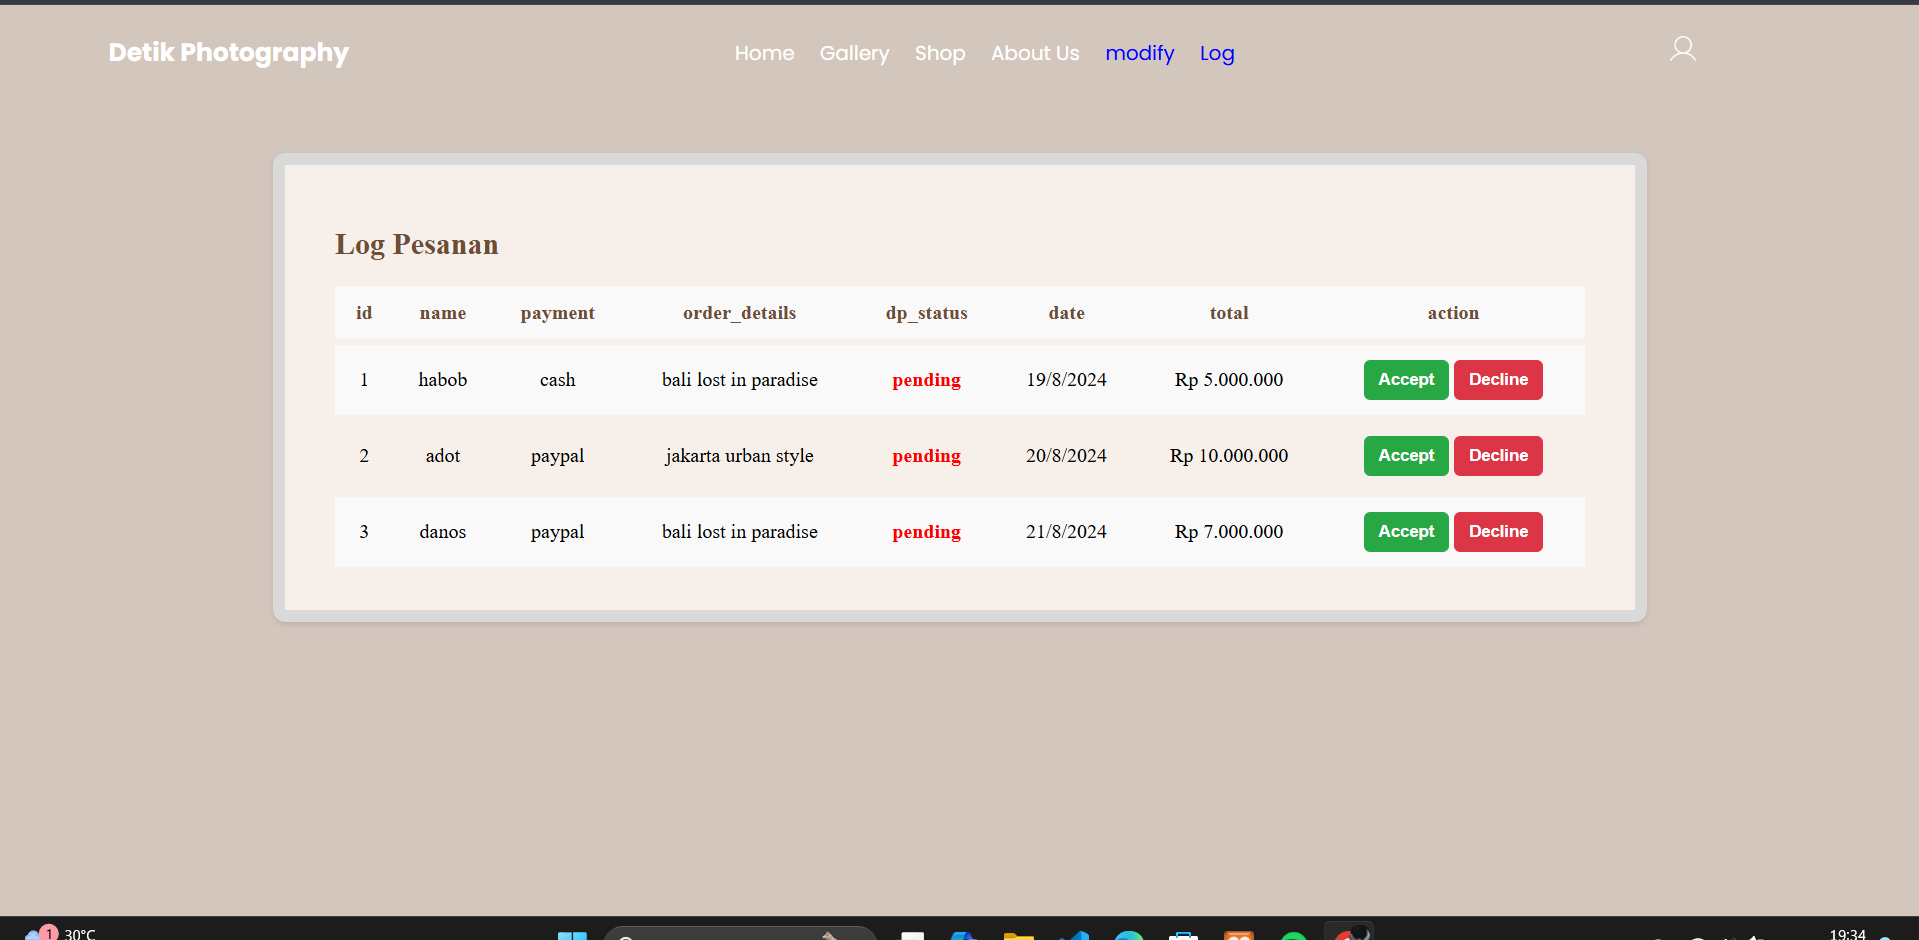 Detik Photography Home Gallery Shop About Us modify Log
Log Pesanan
id name payment order_details dp_status date total action
1 habob cash bali lost in paradise pending 19/8/2024 Rp 5.000.000 Accept Decline
2 adot paypal jakarta urban style pending 20/8/2024 Rp 10.000.000 Accept Decline
3 danos paypal bali lost in paradise pending 21/8/2024 Rp 7.000.000 Accept Decline
1 30°C 19:34